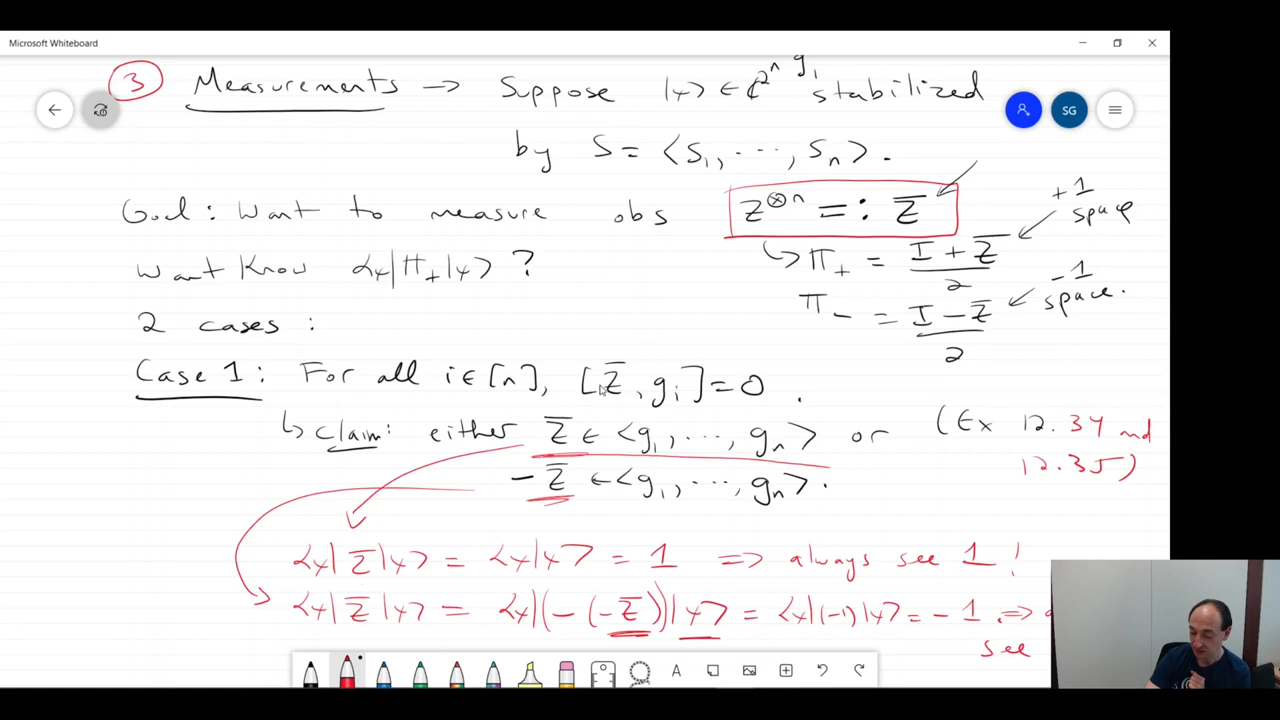 Microsoft Whiteboard
③ Measurements → Suppose |ψ> ∈ ℂ^{2^n} stabilized
g₁
by S = <S₁, ..., Sₙ>.
Goal: Want to measure obs Z^{⊗n} =: Z̄
+1 space
Want know <ψ|Π₊|ψ> ?
Π₊ = (I + Z̄)/2
-1 space.
Π₋ = (I - Z̄)/2
2 cases:
Case 1: For all i∈[n], [Z̄, gᵢ] = 0.
↳ claim: either Z̄ ∈ <g₁, ..., gₙ> or (Ex 12.34 and 12.35)
- Z̄ ∈ <g₁, ..., gₙ>.
<ψ|Z̄|ψ> = <ψ|ψ> = 1 => always see 1!
<ψ|Z̄|ψ> = <ψ|(-(-Z̄))|ψ> = <ψ|(-1)|ψ> = -1. =>
see
SG
A